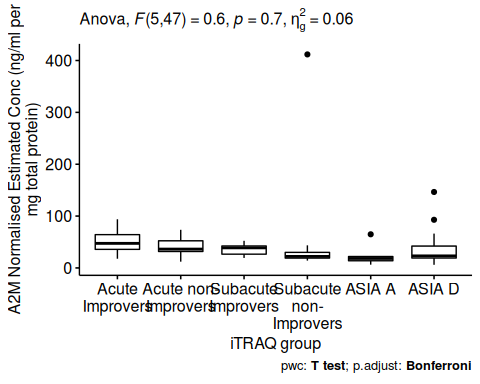 Anova, F(5,47) = 0.6, p = 0.7, η²g = 0.06
A2M Normalised Estimated Conc (ng/ml per
mg total protein)
400
300
200
100
0
Acute Acute non- Subacute Subacute ASIA A ASIA D
Improvers Improvers Improvers non-
Improvers
iTRAQ group
pwc: T test; p.adjust: Bonferroni